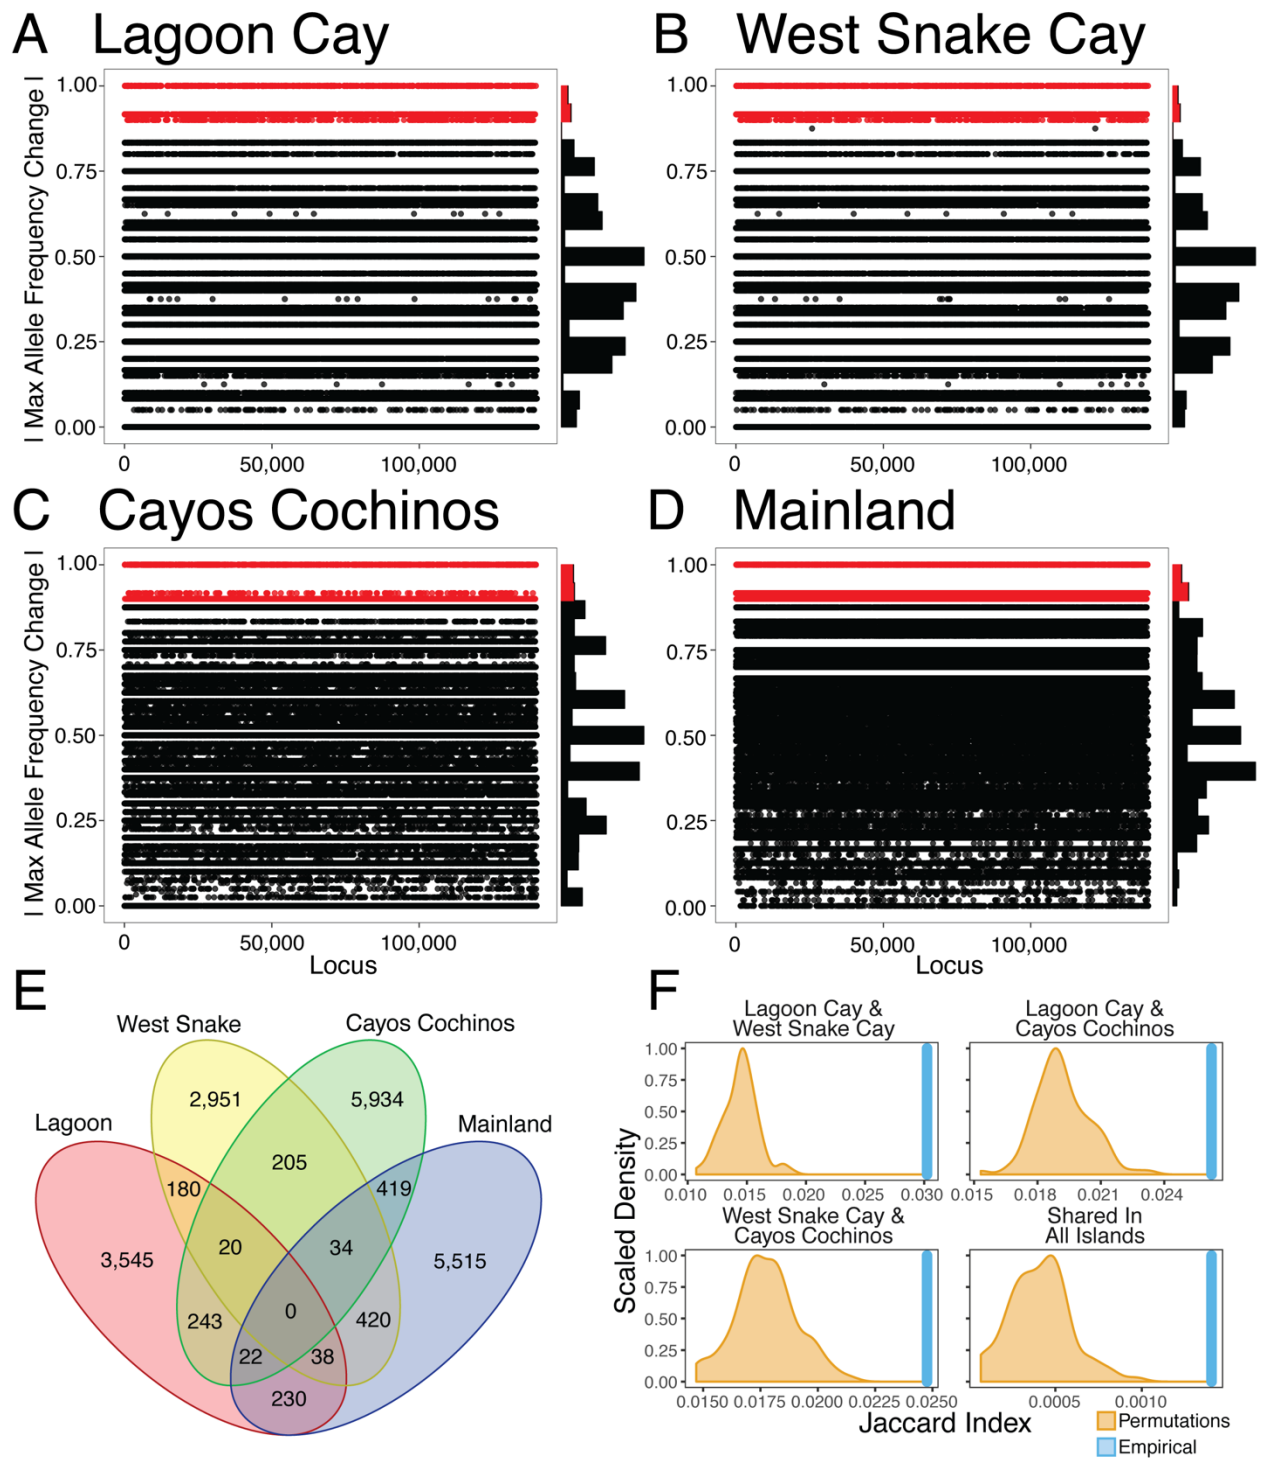 A Lagoon Cay
B West Snake Cay
| Max Allele Frequency Change |
1.00
0.75
0.50
0.25
0.00
0 50,000 100,000
1.00
0.75
0.50
0.25
0.00
0 50,000 100,000
C Cayos Cochinos
D Mainland
| Max Allele Frequency Change |
1.00
0.75
0.50
0.25
0.00
0 50,000 100,000
Locus
1.00
0.75
0.50
0.25
0.00
0 50,000 100,000
Locus
E
West Snake Cayos Cochinos
Lagoon Mainland
2,951 5,934
205
180 419
3,545 20 34 5,515
0
243 420
22 38
230
F
Scaled Density
Lagoon Cay &
West Snake Cay
1.00
0.75
0.50
0.25
0.00
0.010 0.015 0.020 0.025 0.030
Lagoon Cay &
Cayos Cochinos
0.015 0.018 0.021 0.024
West Snake Cay &
Cayos Cochinos
1.00
0.75
0.50
0.25
0.00
0.0150 0.0175 0.0200 0.0225 0.0250
Shared In
All Islands
0.0005 0.0010
Jaccard Index
Permutations
Empirical